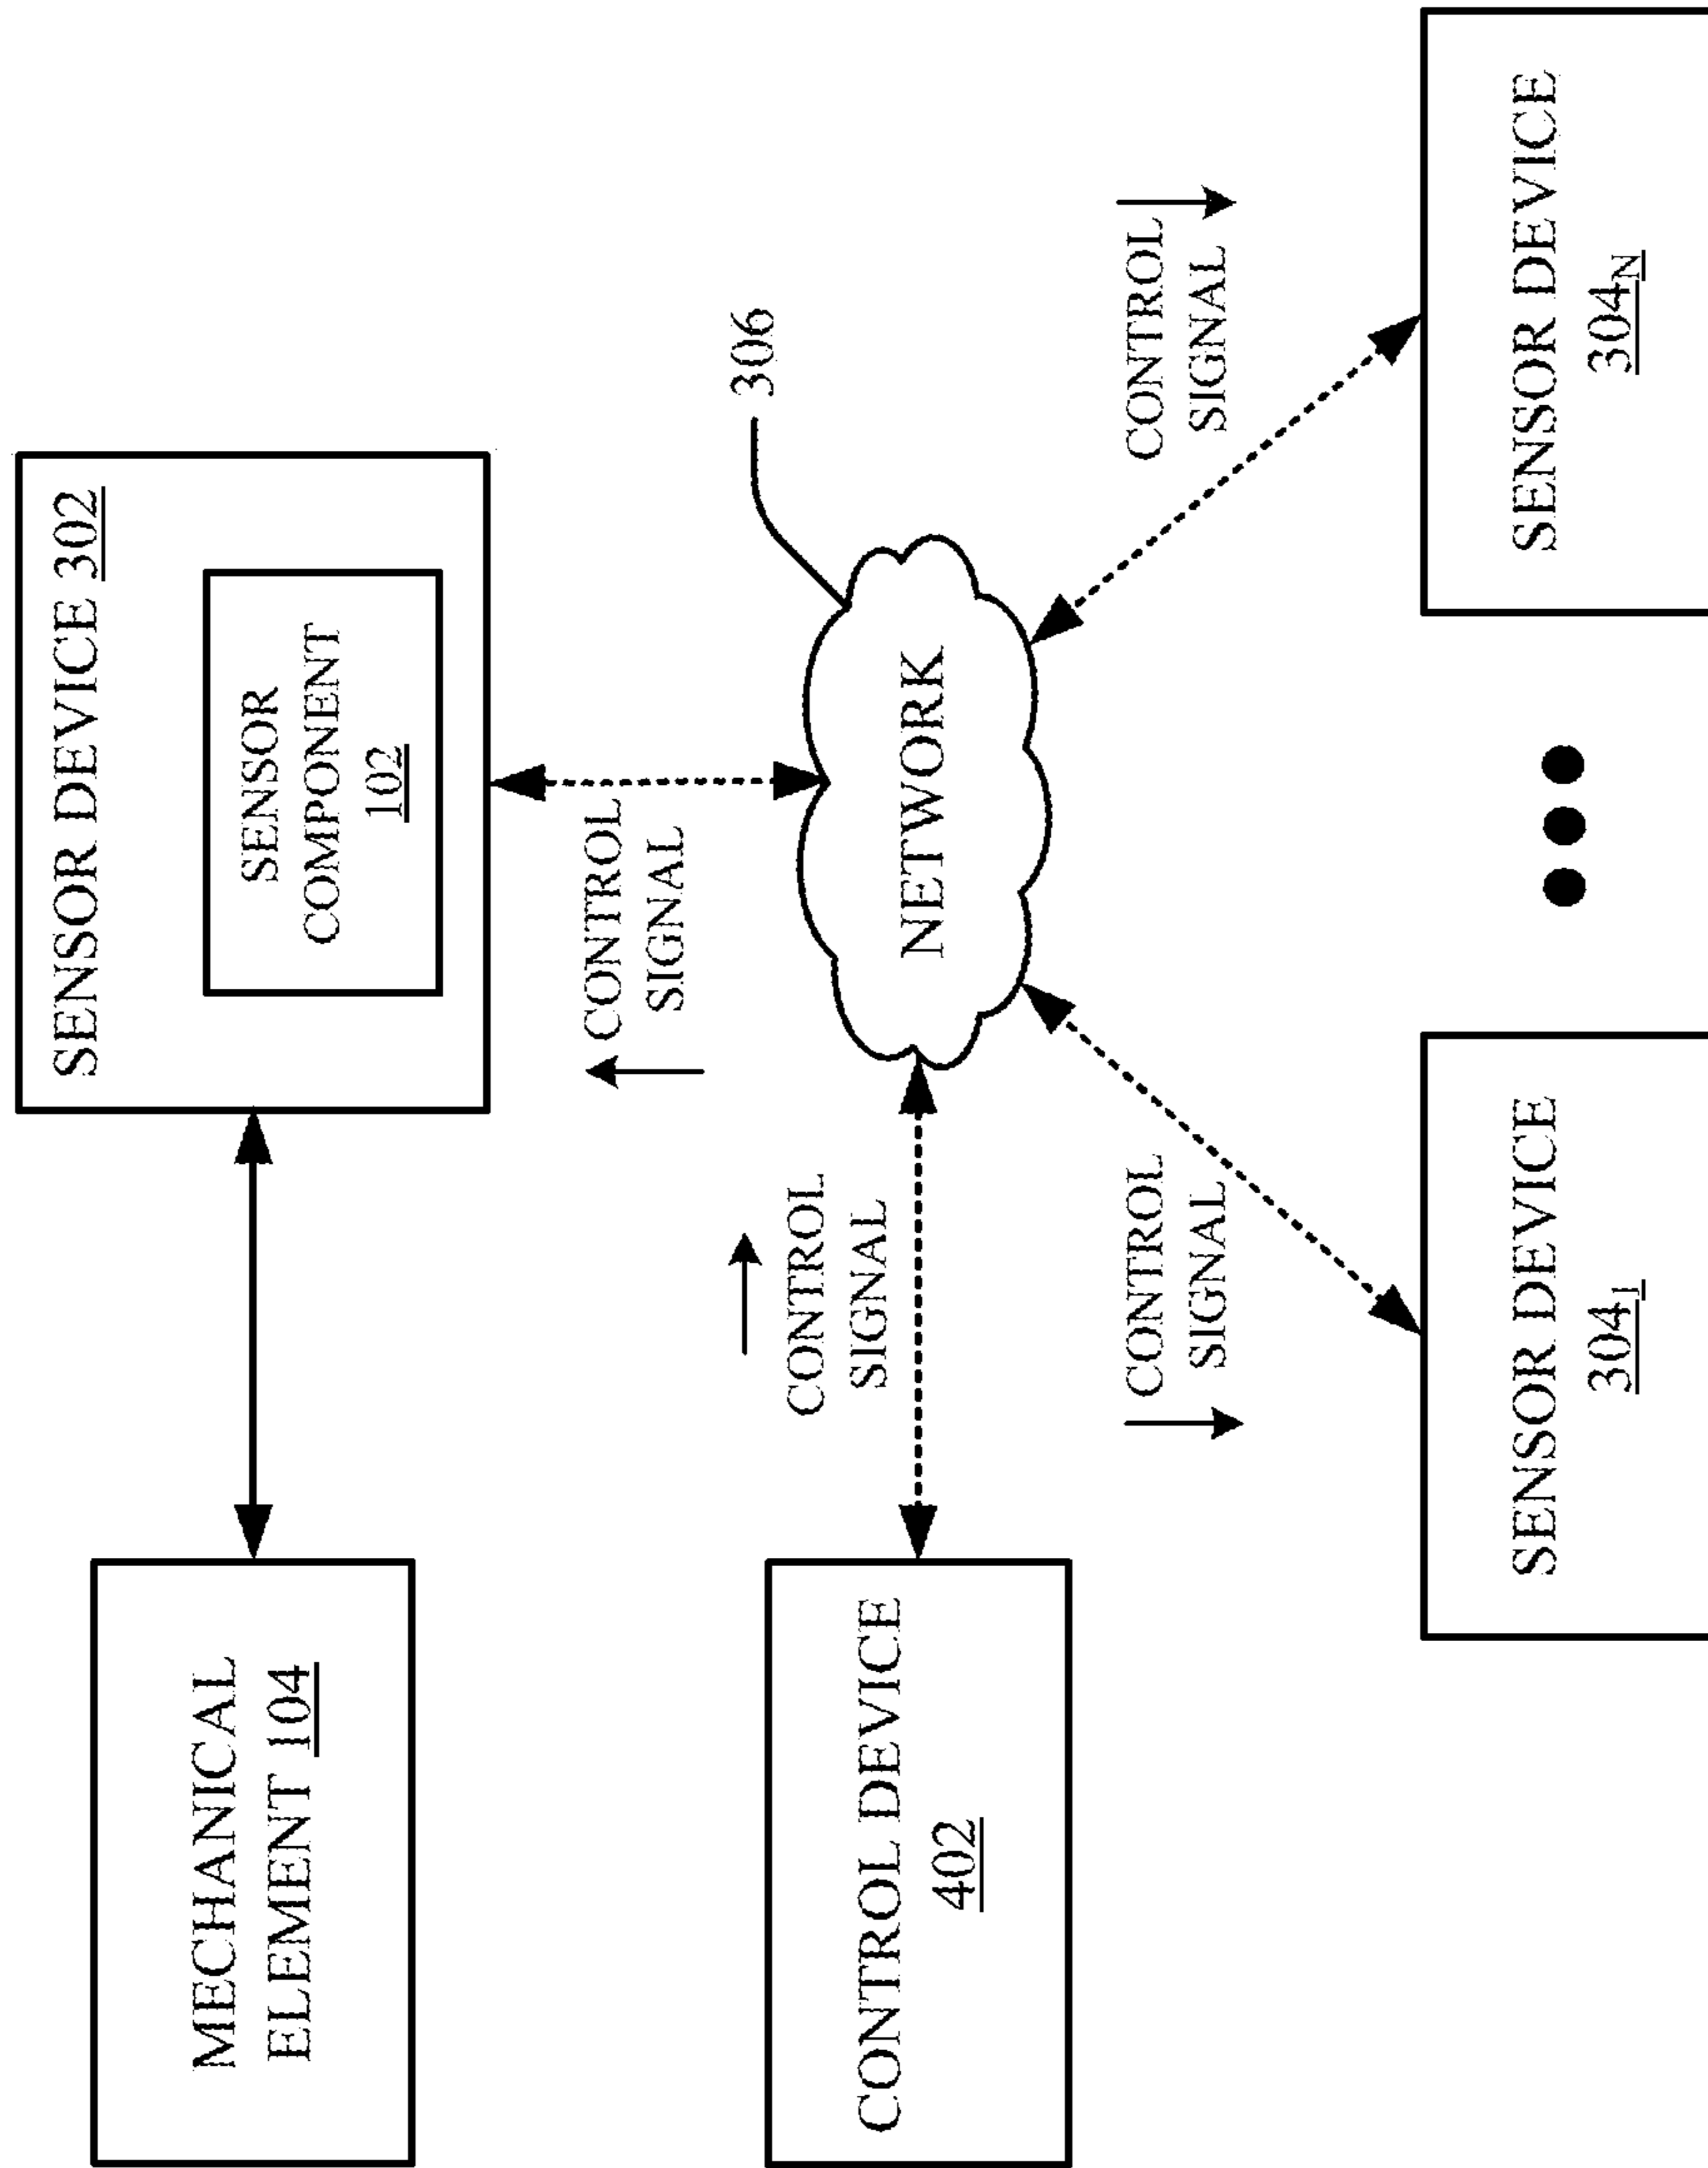 MECHANICAL
ELEMENT 104
SENSOR DEVICE 302
SENSOR
COMPONENT
102
CONTROL
SIGNAL
306
CONTROL DEVICE
402
CONTROL
SIGNAL
NETWORK
CONTROL
SIGNAL
CONTROL
SIGNAL
SENSOR DEVICE
304₁
SENSOR DEVICE
304N